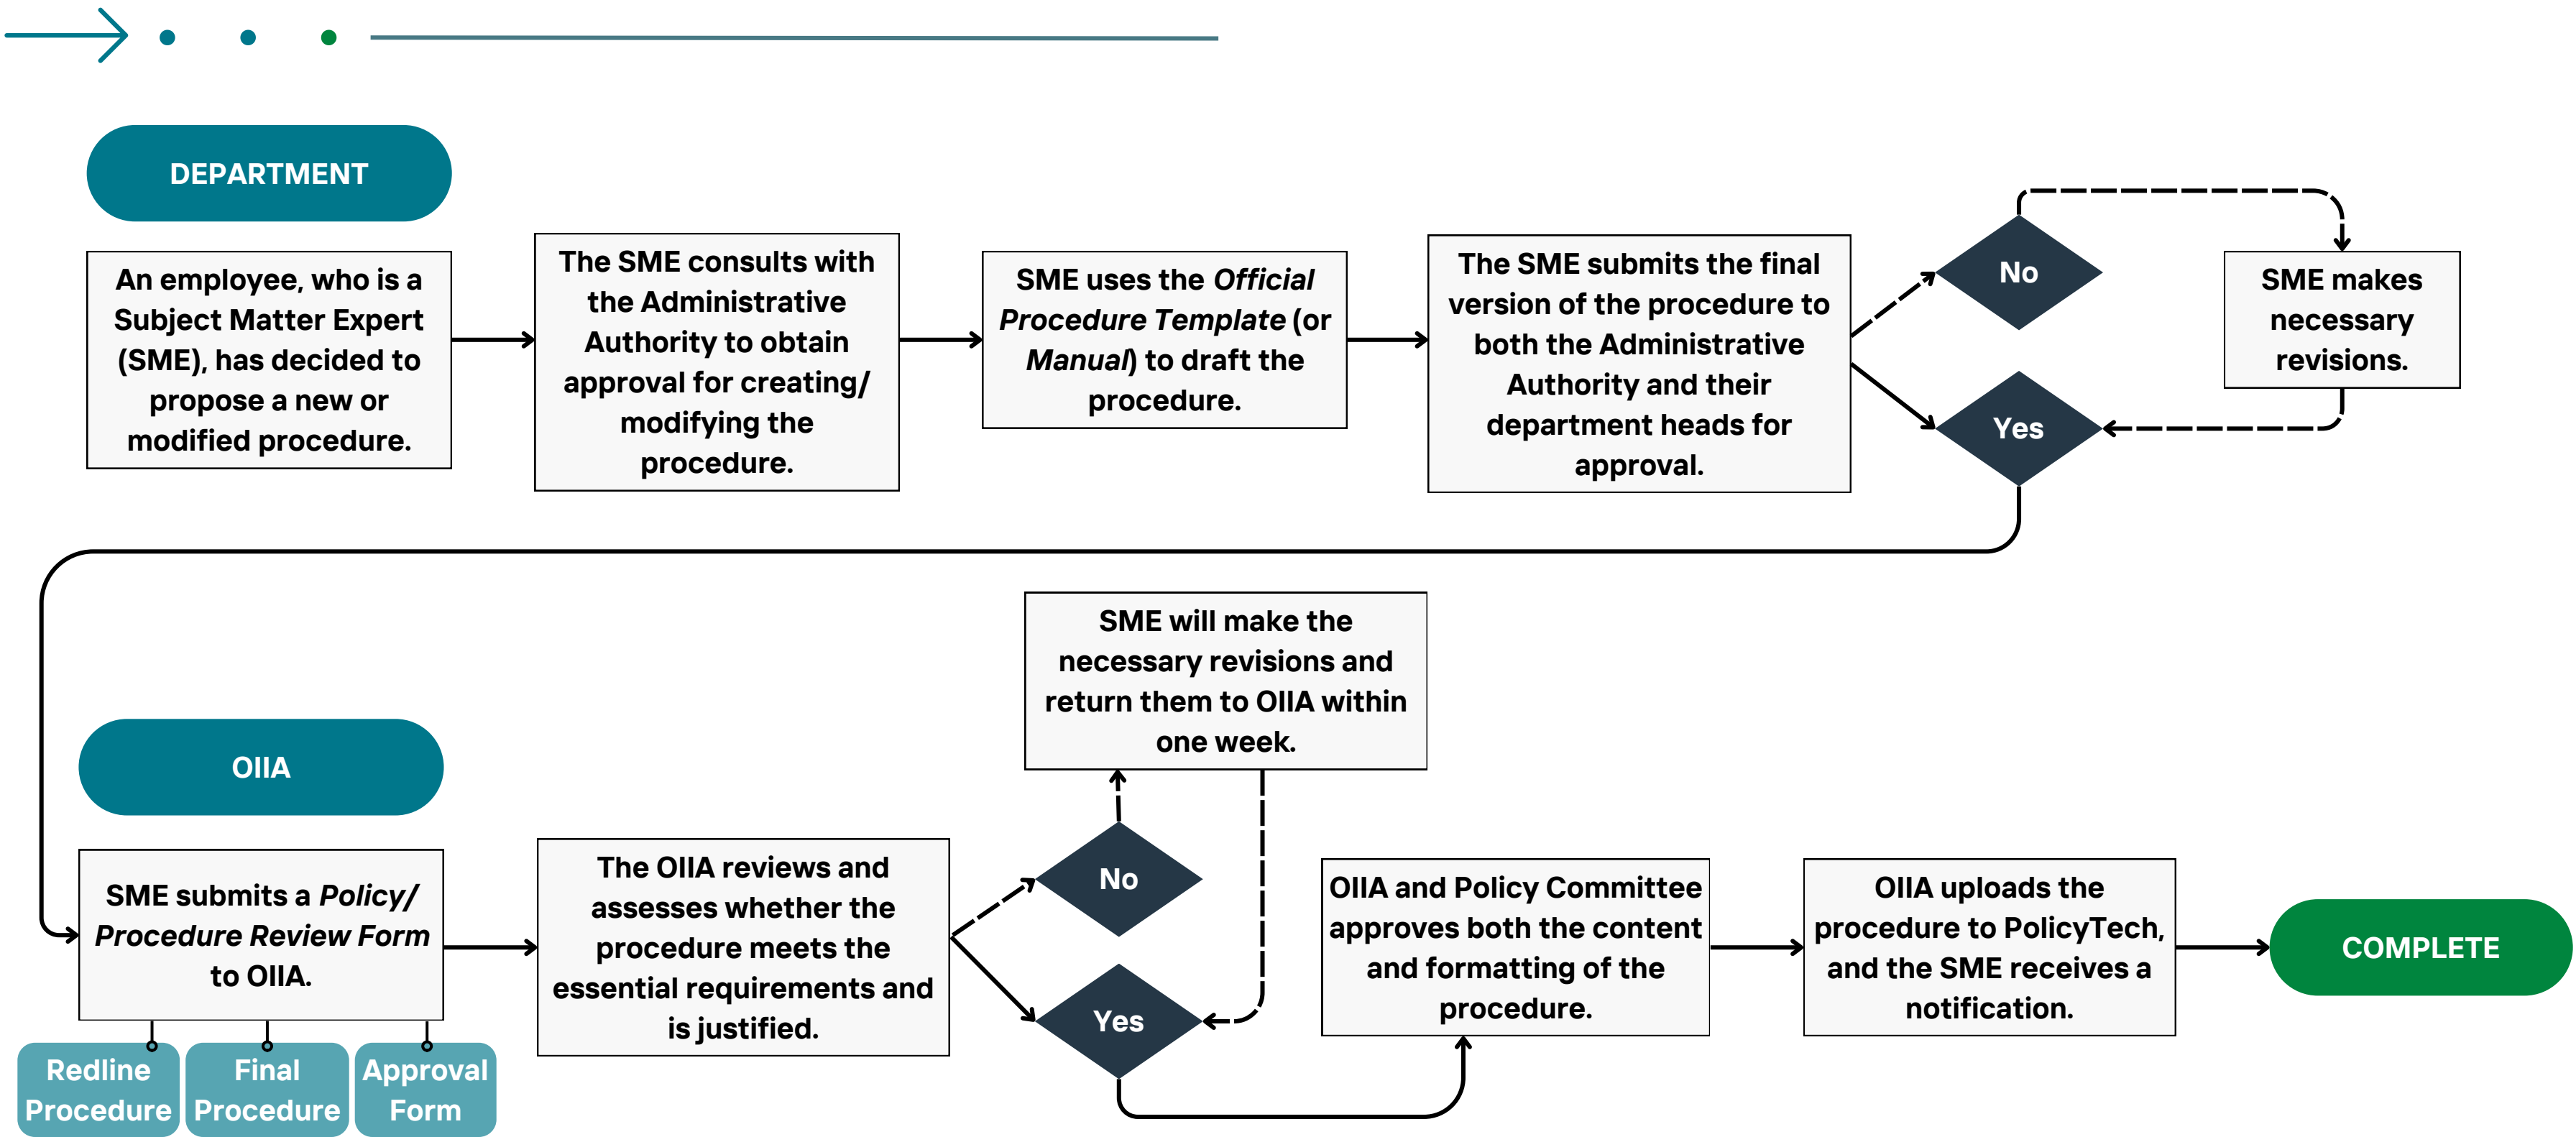 DEPARTMENT
An employee, who is a
Subject Matter Expert
(SME), has decided to
propose a new or
modified procedure.
The SME consults with
the Administrative
Authority to obtain
approval for creating/
modifying the
procedure.
SME uses the Official
Procedure Template (or
Manual) to draft the
procedure.
The SME submits the final
version of the procedure to
both the Administrative
Authority and their
department heads for
approval.
No
Yes
SME makes
necessary
revisions.
OIIA
SME submits a Policy/
Procedure Review Form
to OIIA.
Redline
Procedure
Final
Procedure
Approval
Form
The OIIA reviews and
assesses whether the
procedure meets the
essential requirements and
is justified.
No
Yes
SME will make the
necessary revisions and
return them to OIIA within
one week.
OIIA and Policy Committee
approves both the content
and formatting of the
procedure.
OIIA uploads the
procedure to PolicyTech,
and the SME receives a
notification.
COMPLETE